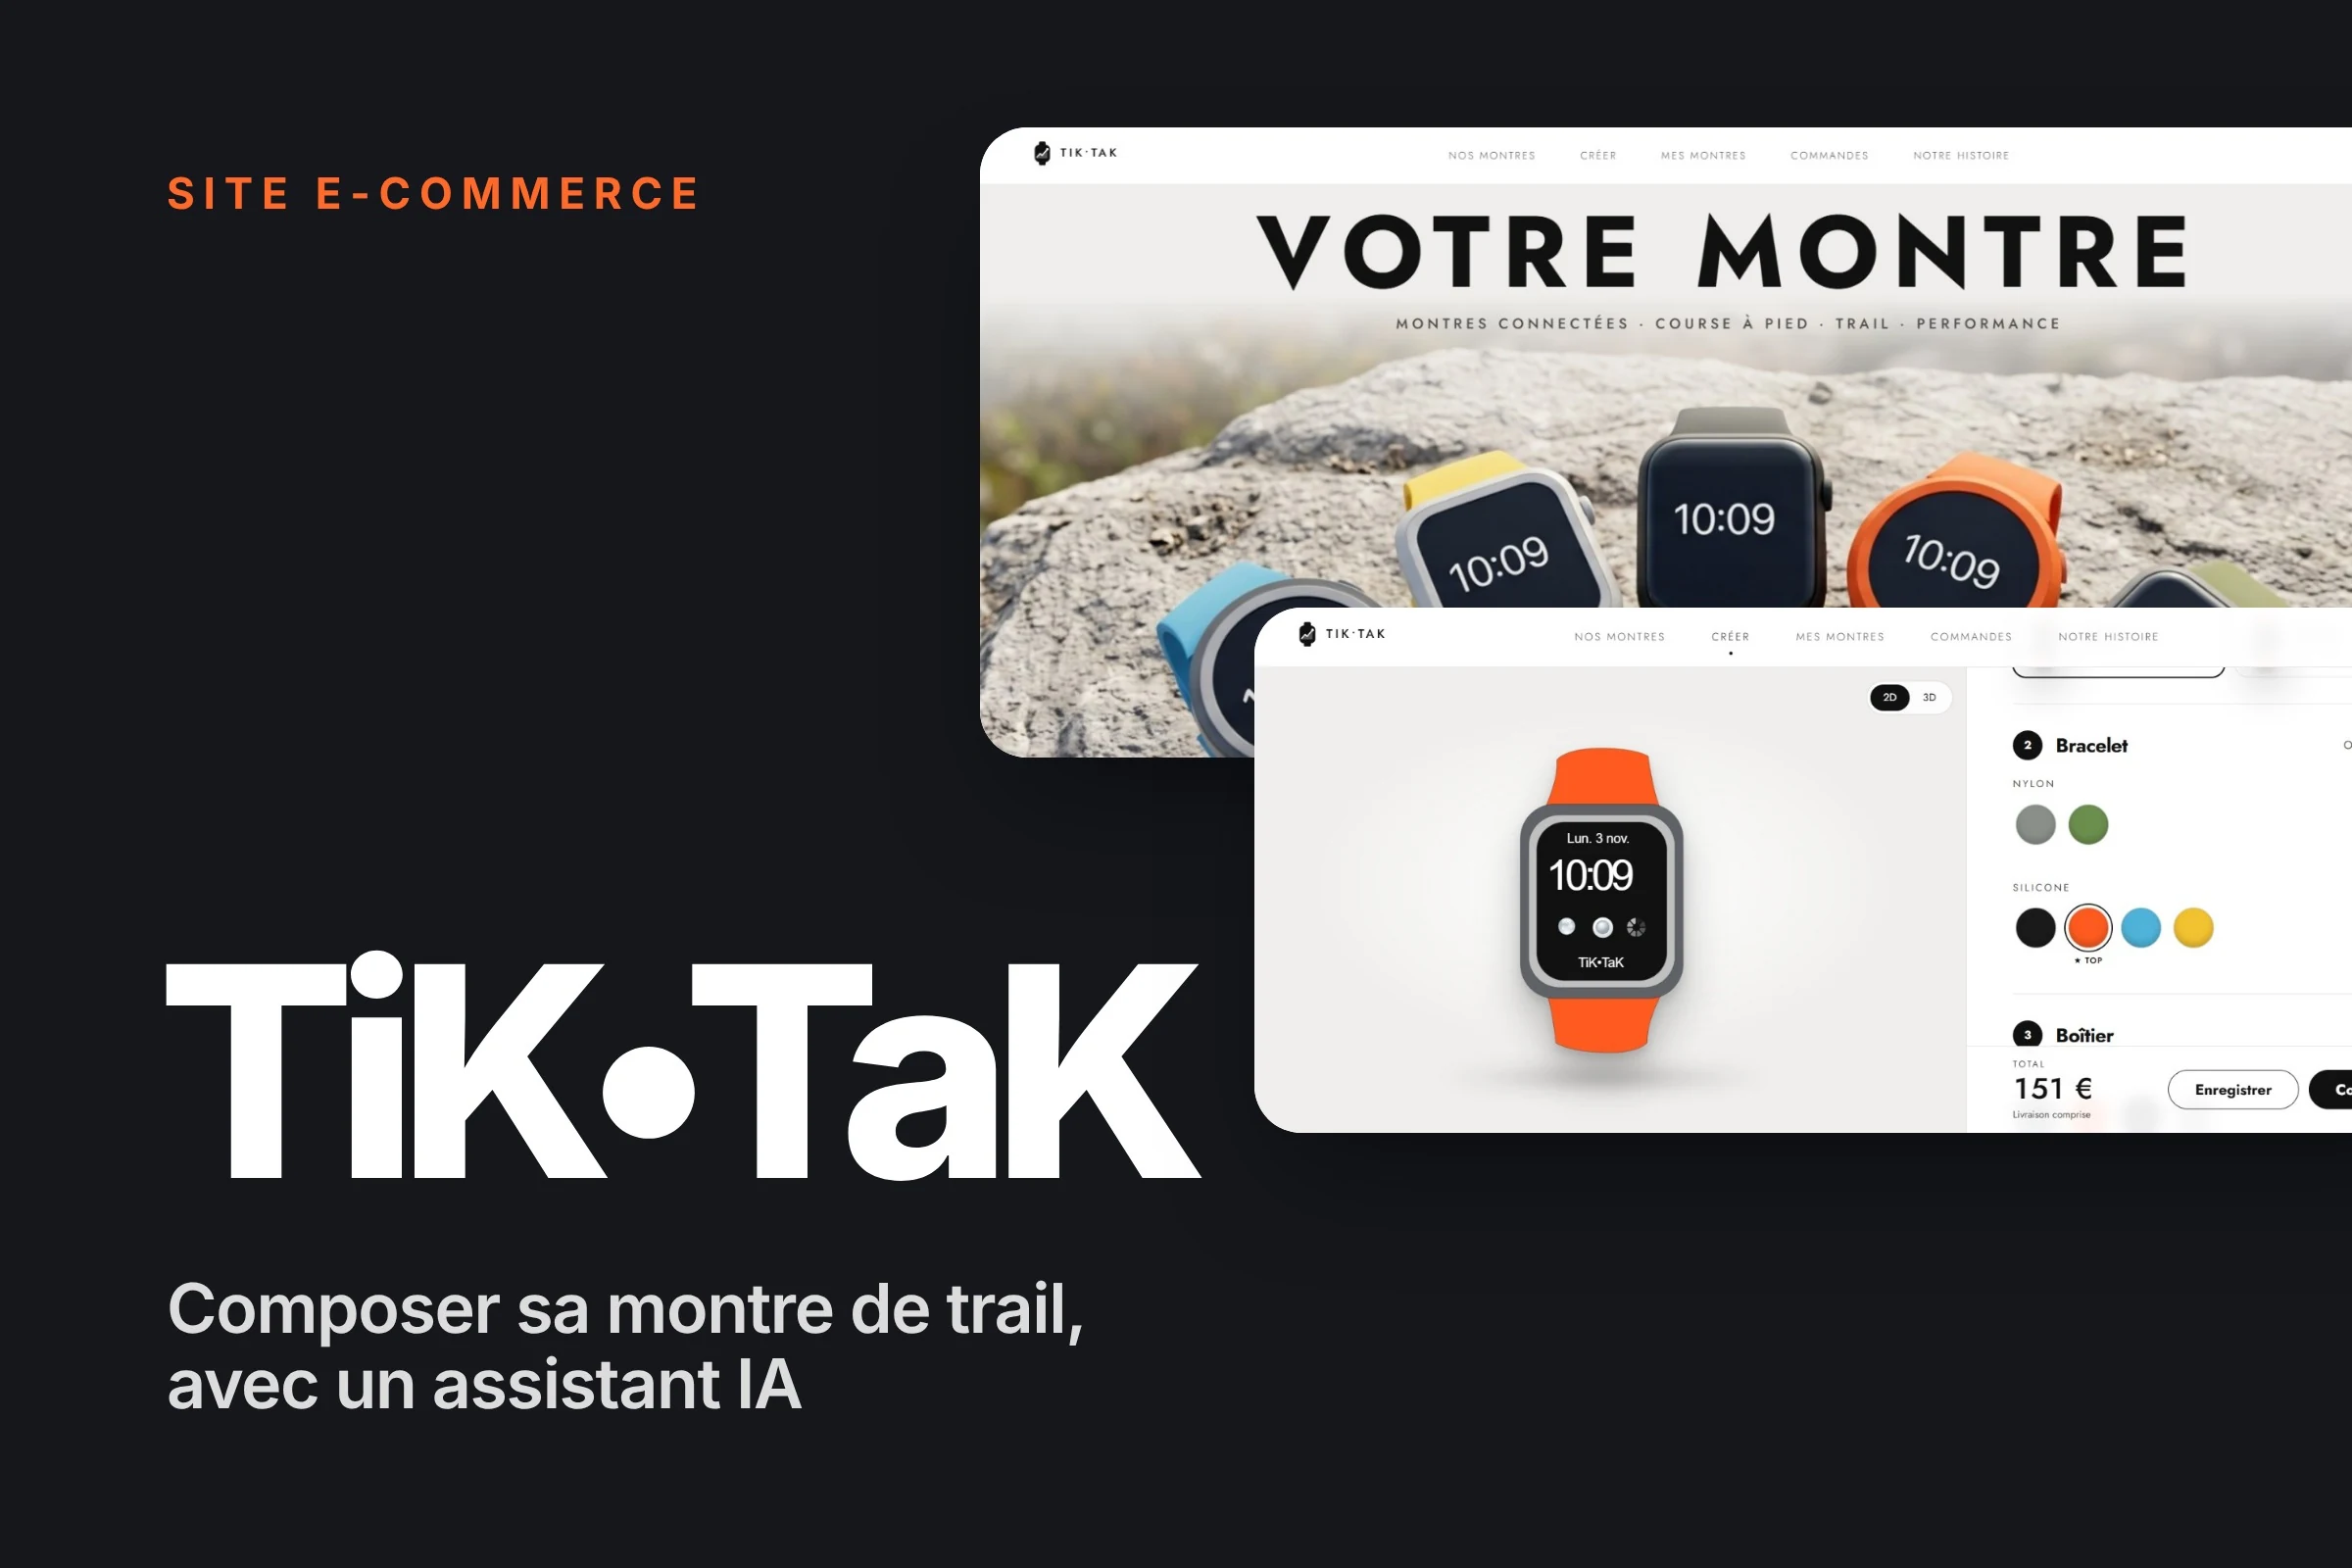 SITE E-COMMERCE
TIK·TAK
NOS MONTRES CRÉER MES MONTRES COMMANDES NOTRE HISTOIRE
VOTRE MONTRE
MONTRES CONNECTÉES · COURSE À PIED · TRAIL · PERFORMANCE
10:09
10:09
10:09
TIK·TAK
NOS MONTRES CRÉER MES MONTRES COMMANDES NOTRE HISTOIRE
2D 3D
Lun. 3 nov.
10:09
TiK•TaK
2 Bracelet
NYLON
SILICONE
★ TOP
3 Boîtier
TOTAL
151 €
Livraison comprise
Enregistrer
TiK•TaK
Composer sa montre de trail,
avec un assistant IA